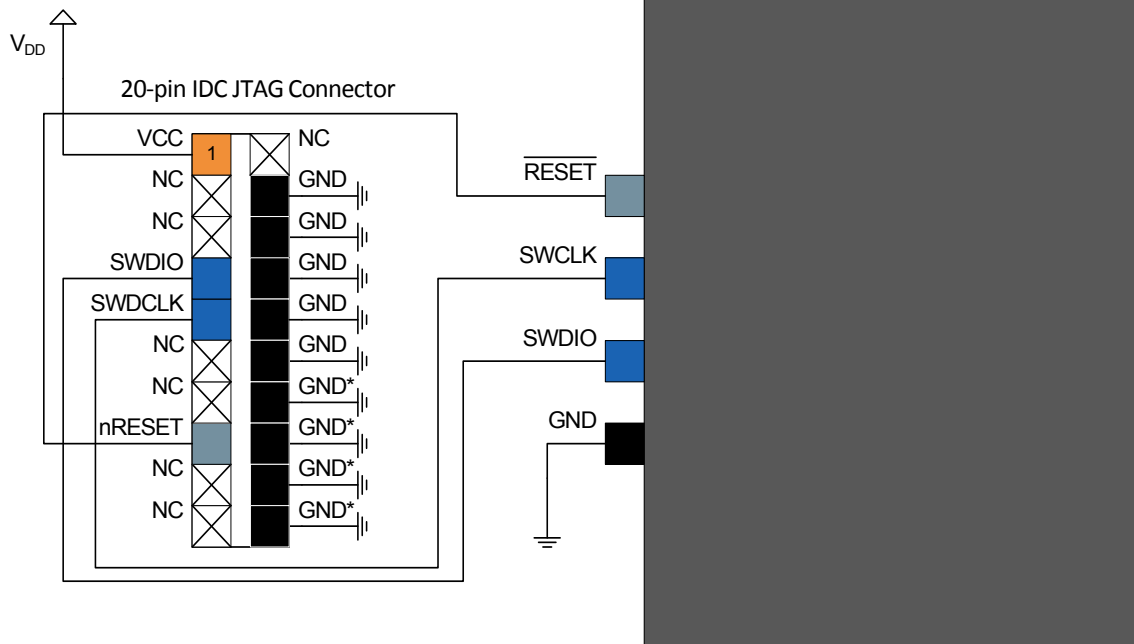 V_DD
20-pin IDC JTAG Connector
VCC 1 NC
NC GND
NC GND
SWDIO GND
SWDCLK GND
NC GND
NC GND*
nRESET GND*
NC GND*
NC GND*
RESET
SWCLK
SWDIO
GND